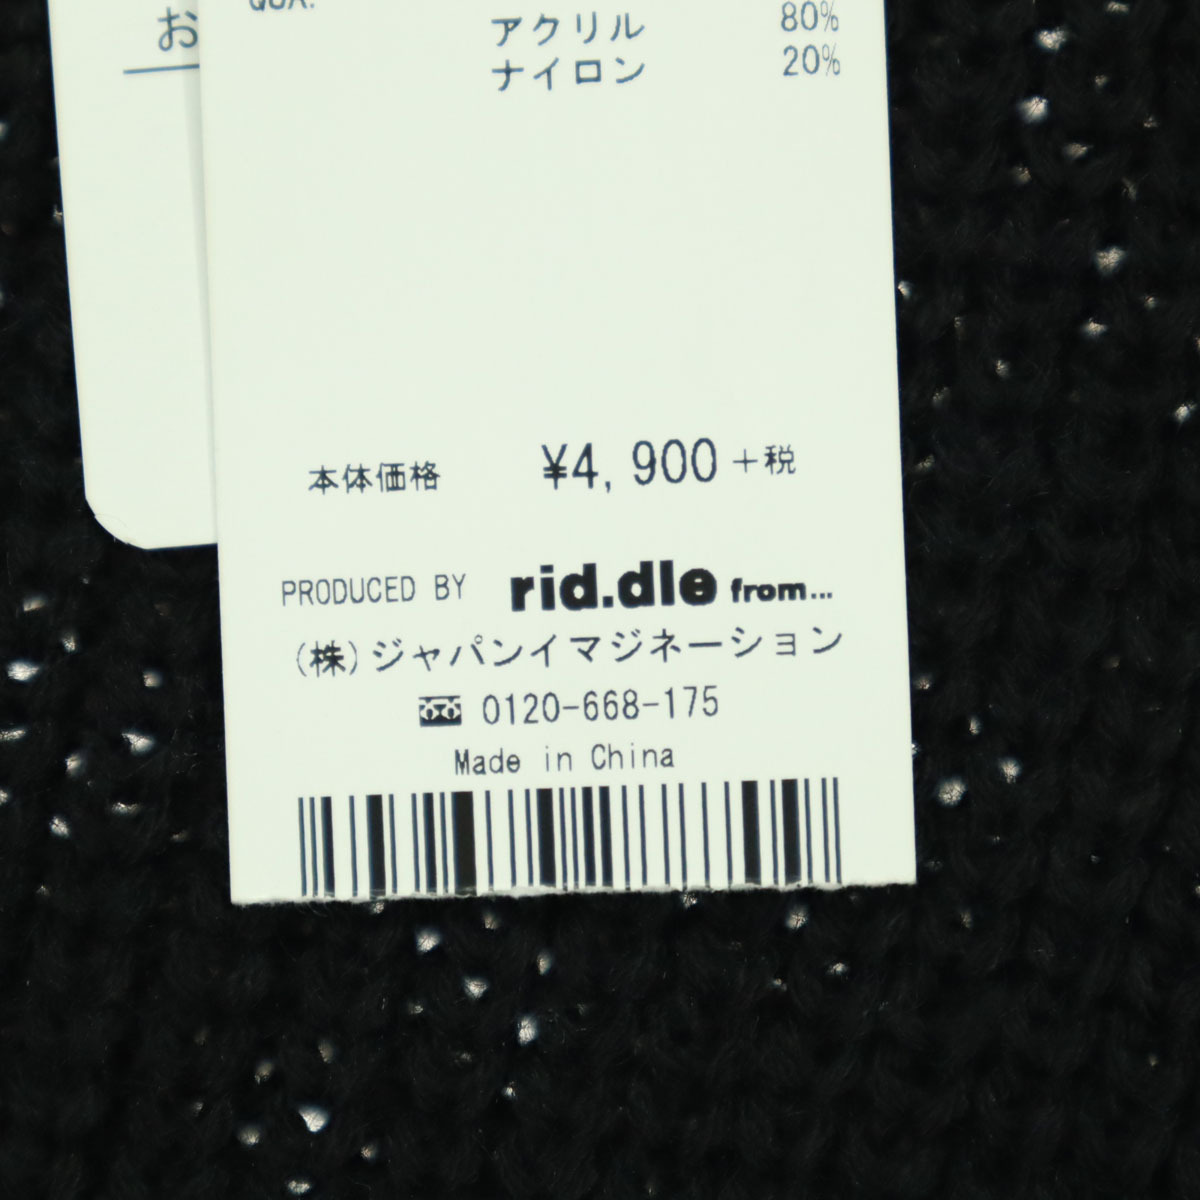 お
QUA.
アクリル 80%
ナイロン 20%
本体価格 ¥4,900+税
PRODUCED BY rid.dle from...
(株)ジャパンイマジネーション
0120-668-175
Made in China